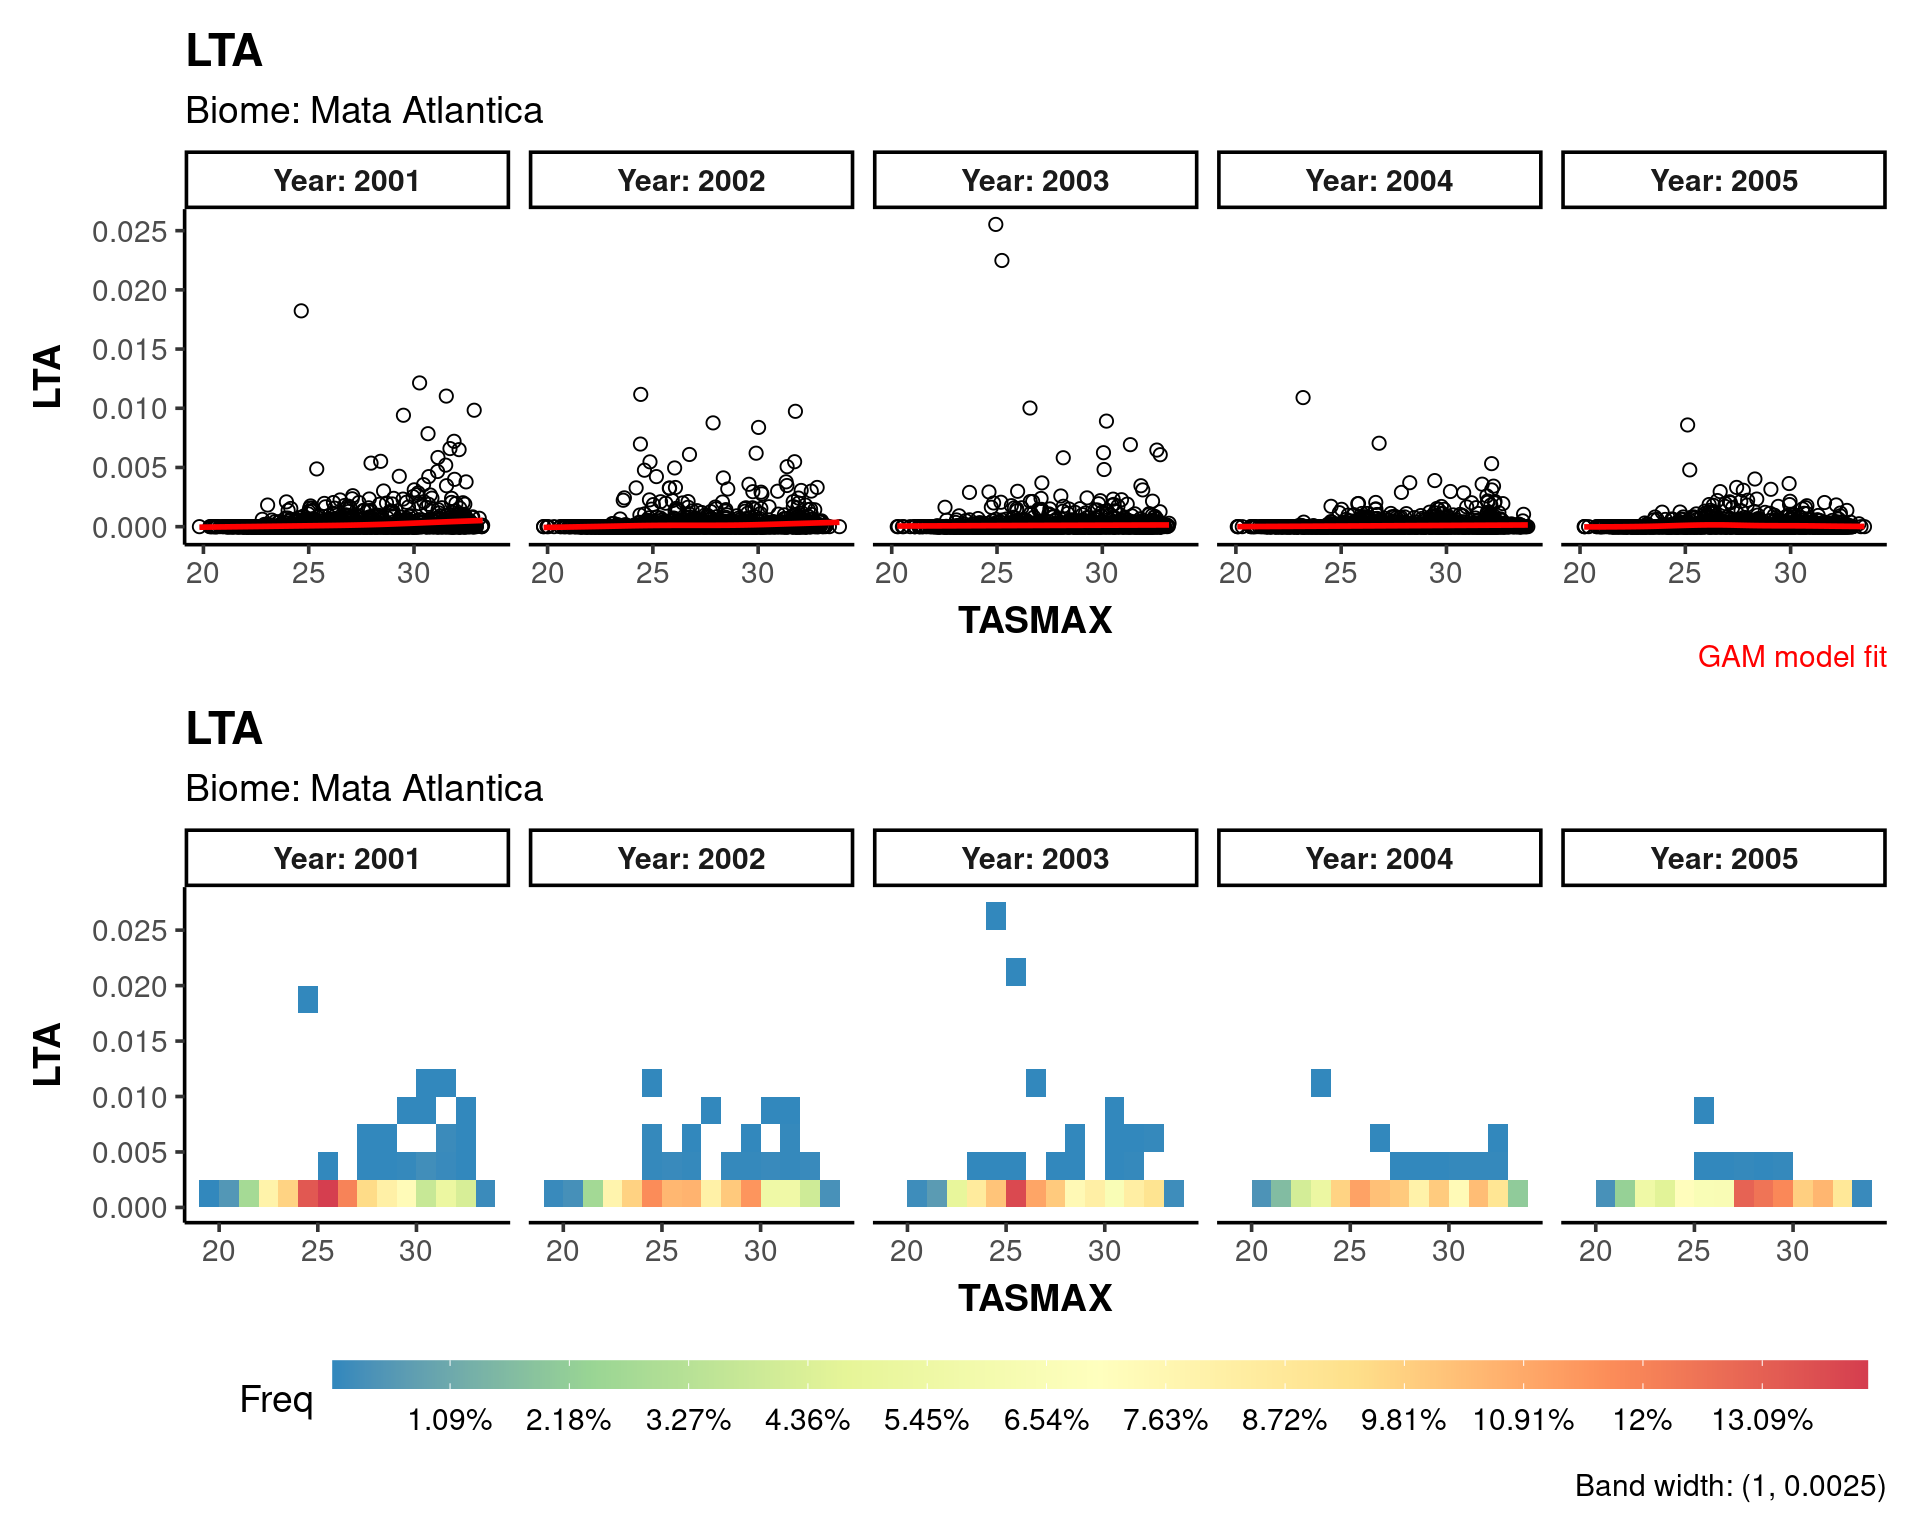 LTA
Biome: Mata Atlantica
Year: 2001 Year: 2002 Year: 2003 Year: 2004 Year: 2005
0.025
0.020
0.015
0.010
0.005
0.000
LTA
20 25 30 20 25 30 20 25 30 20 25 30 20 25 30
TASMAX
GAM model fit
LTA
Biome: Mata Atlantica
Year: 2001 Year: 2002 Year: 2003 Year: 2004 Year: 2005
0.025
0.020
0.015
0.010
0.005
0.000
LTA
20 25 30 20 25 30 20 25 30 20 25 30 20 25 30
TASMAX
Freq
1.09% 2.18% 3.27% 4.36% 5.45% 6.54% 7.63% 8.72% 9.81% 10.91% 12% 13.09%
Band width: (1, 0.0025)